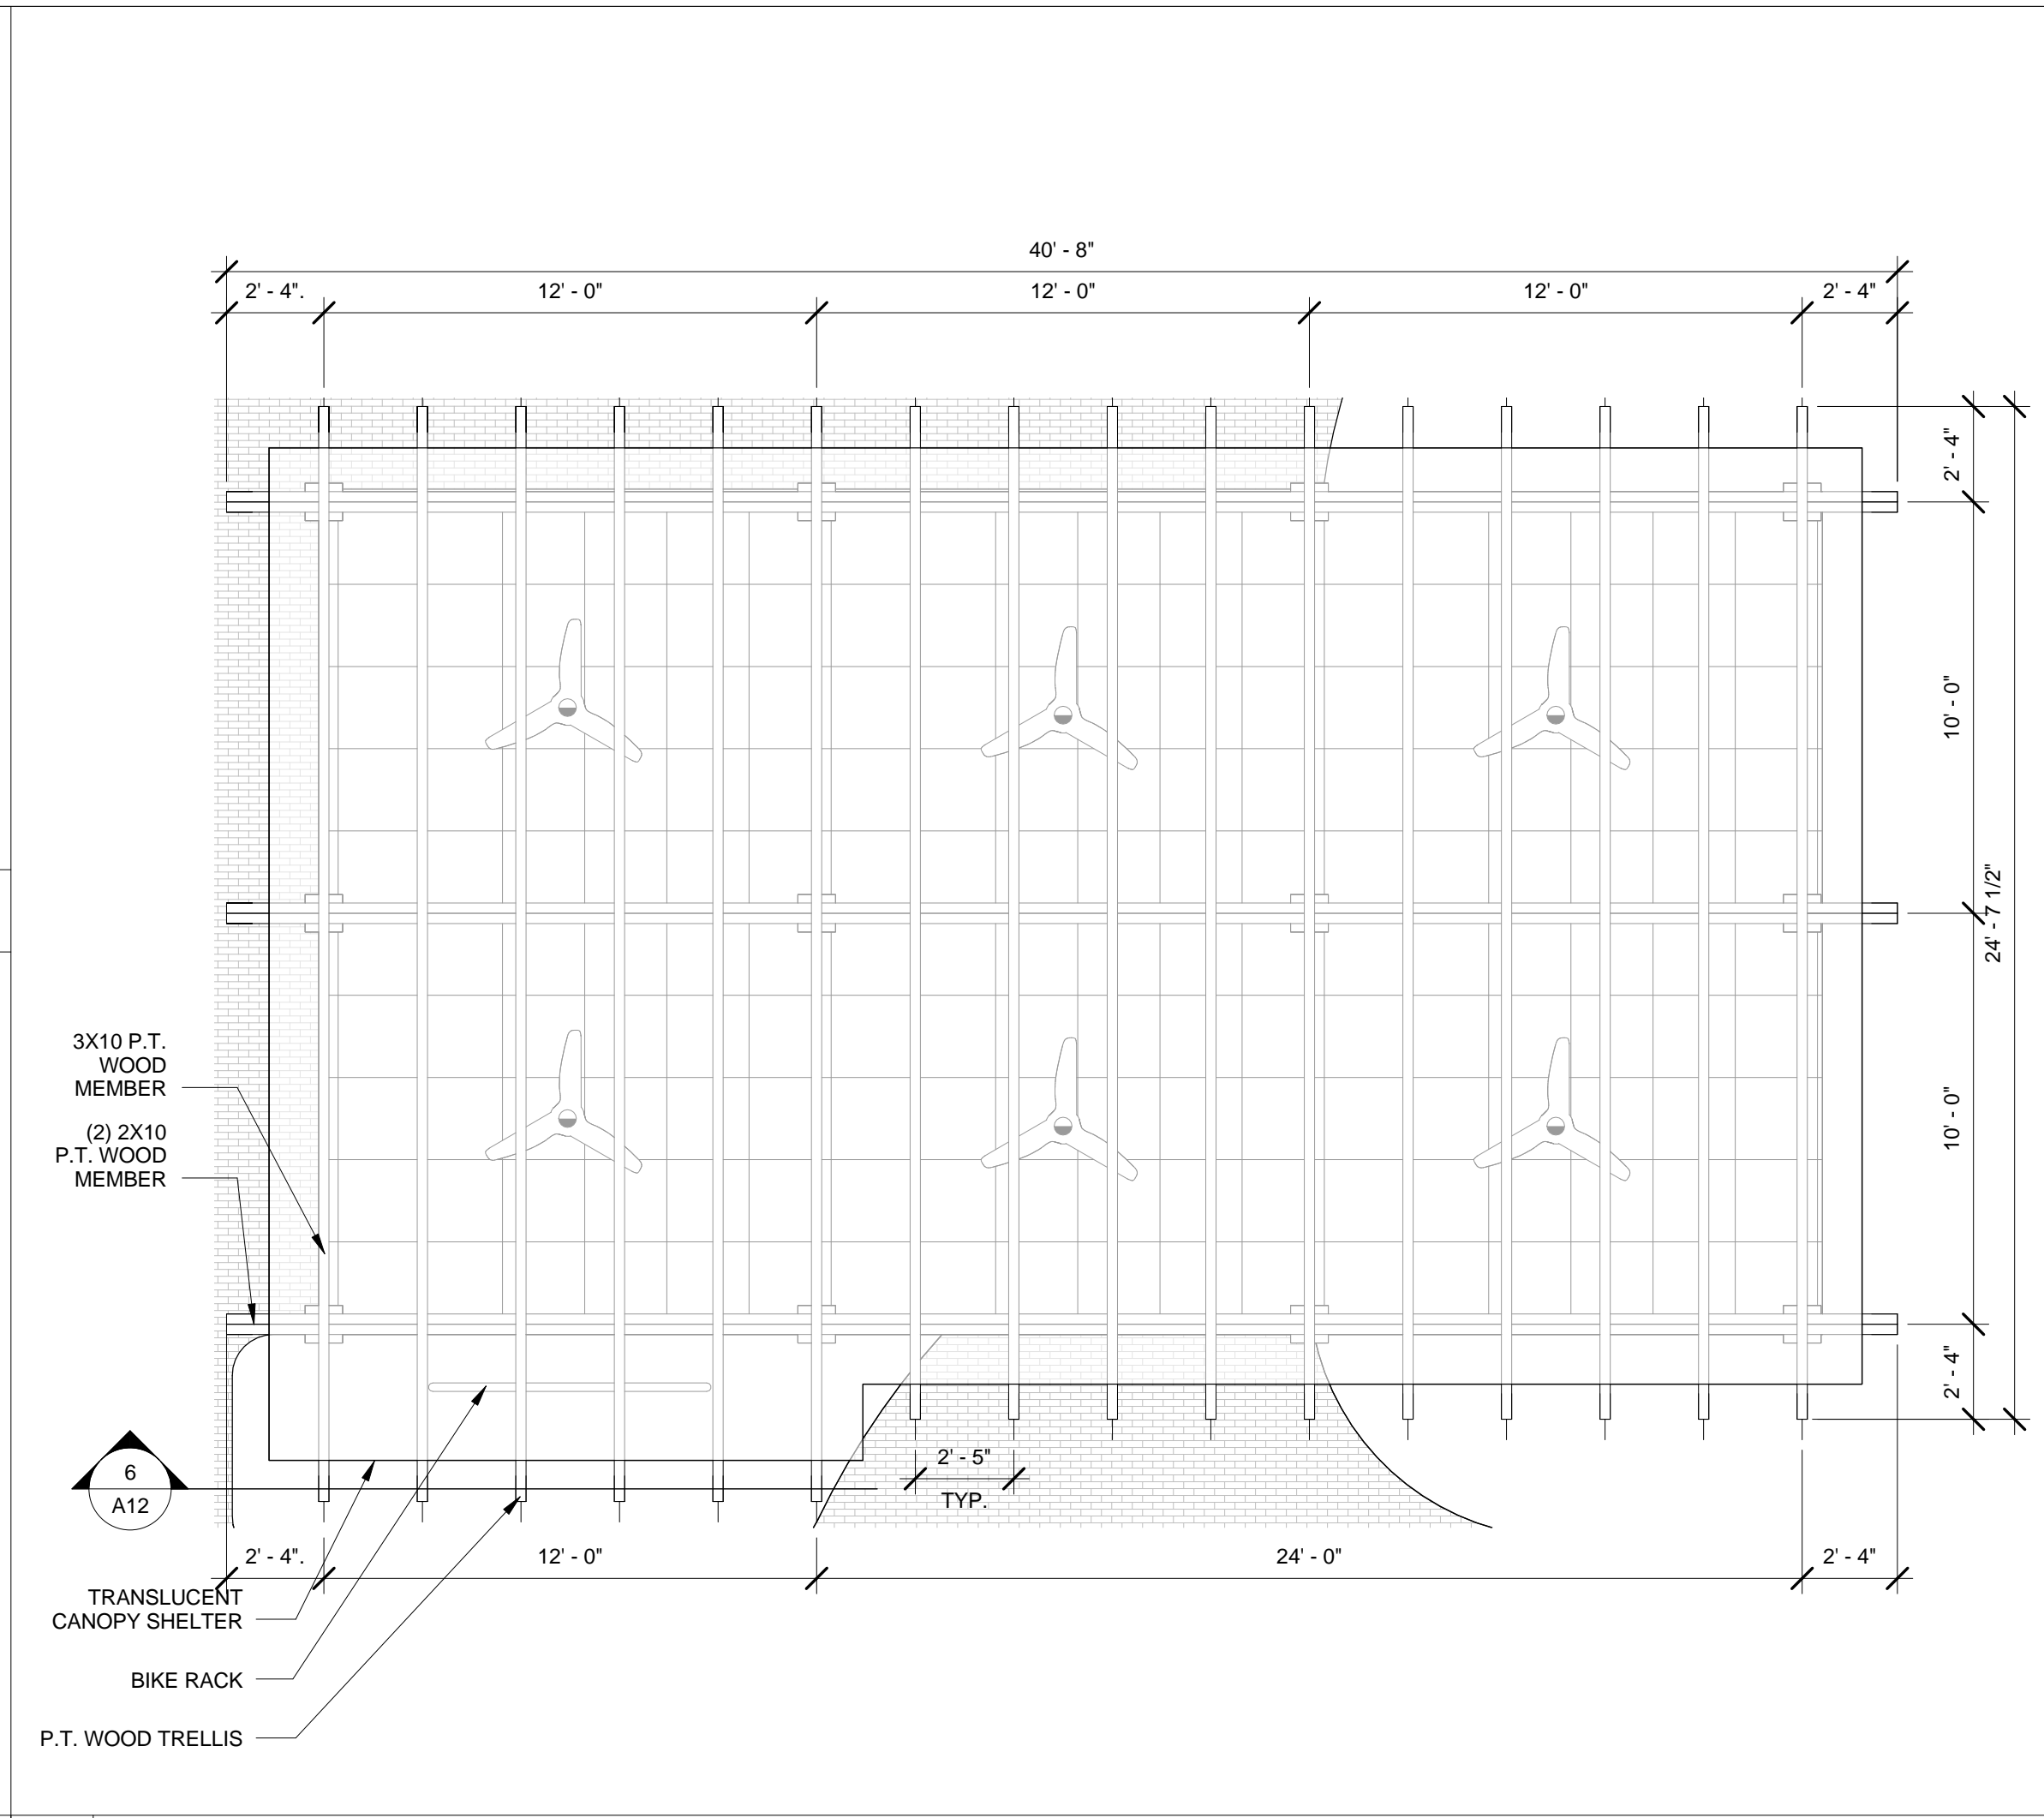 40' - 8"
2' - 4".
12' - 0"
12' - 0"
12' - 0"
2' - 4"
2' - 4"
10' - 0"
24' - 7 1/2"
10' - 0"
2' - 4"
3X10 P.T.
WOOD
MEMBER
(2) 2X10
P.T. WOOD
MEMBER
6
A12
2' - 5"
TYP.
2' - 4".
12' - 0"
24' - 0"
2' - 4"
TRANSLUCENT
CANOPY SHELTER
BIKE RACK
P.T. WOOD TRELLIS